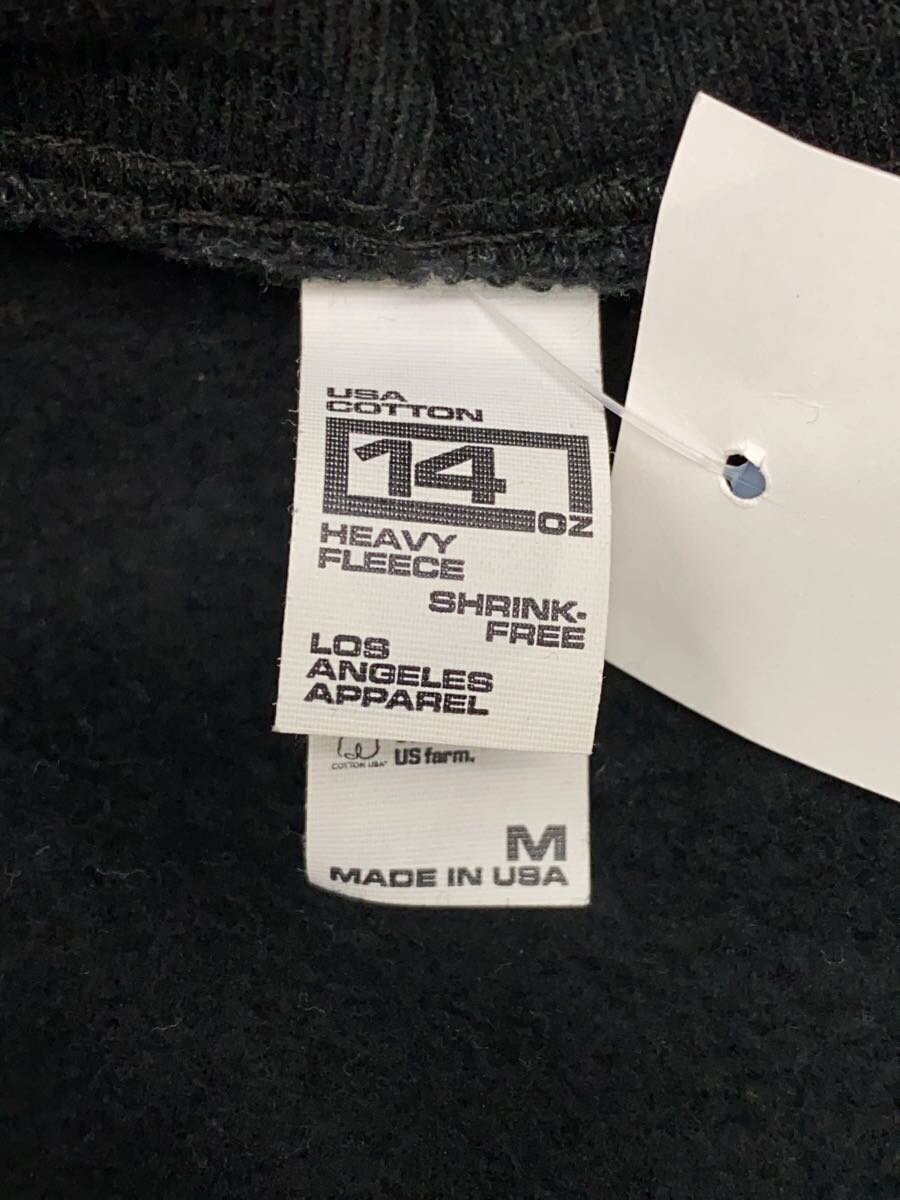 USA
COTTON
14
OZ
HEAVY
FLEECE
SHRINK-
FREE
LOS
ANGELES
APPAREL
COTTON USA
US farm.
M
MADE IN USA